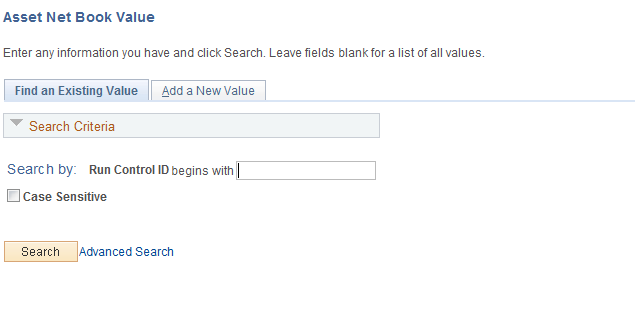 Asset Net Book Value
Enter any information you have and click Search. Leave fields blank for a list of all values.
Find an Existing Value Add a New Value
Search Criteria
Search by: Run Control ID begins with
Case Sensitive
Search Advanced Search